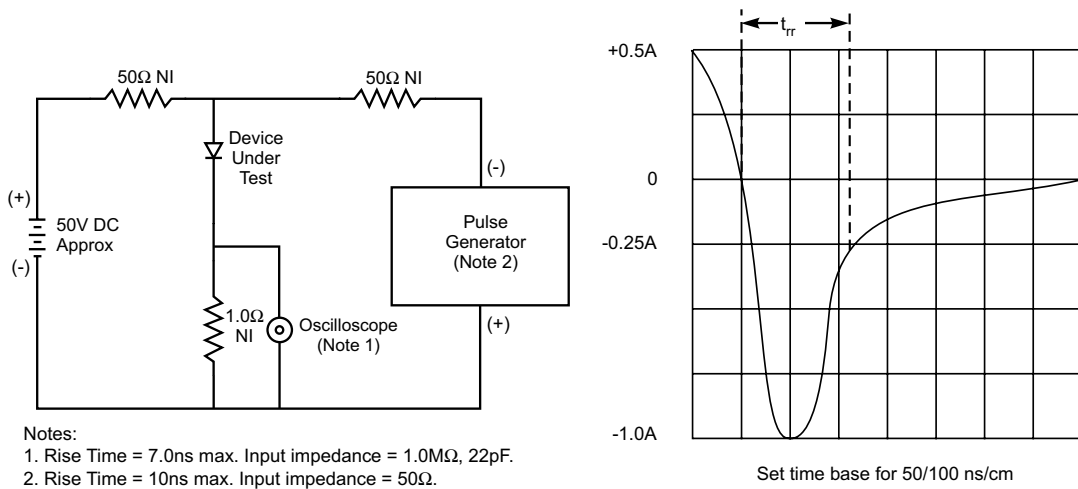 50Ω NI
50Ω NI
Device
Under
Test
(+)
50V DC
Approx
(-)
(-)
Pulse
Generator
(Note 2)
(+)
1.0Ω
NI
Oscilloscope
(Note 1)
Notes:
1. Rise Time = 7.0ns max. Input impedance = 1.0MΩ, 22pF.
2. Rise Time = 10ns max. Input impedance = 50Ω.
trr
+0.5A
0
-0.25A
-1.0A
Set time base for 50/100 ns/cm